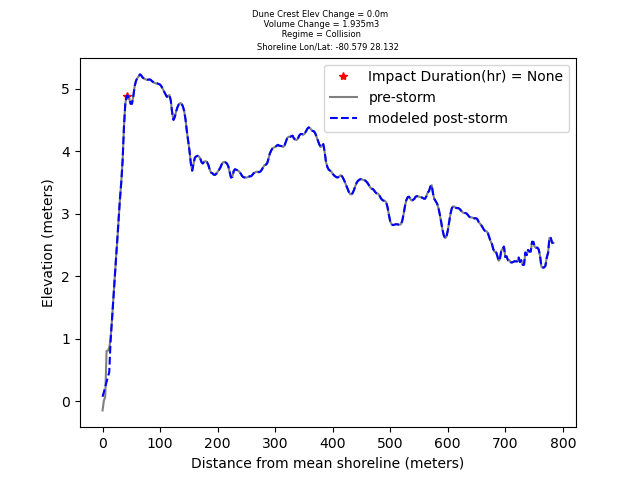 Dune Crest Elev Change = 0.0m
Volume Change = 1.935m3
Regime = Collision
Shoreline Lon/Lat: -80.579 28.132
Impact Duration(hr) = None
pre-storm
modeled post-storm
Elevation (meters)
5
4
3
2
1
0
0 100 200 300 400 500 600 700 800
Distance from mean shoreline (meters)